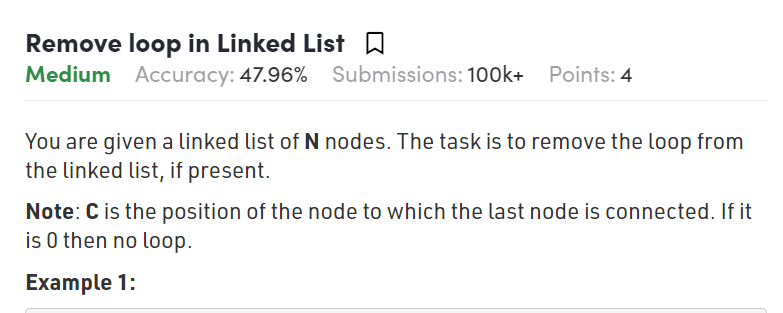 Remove loop in Linked List
Medium Accuracy: 47.96% Submissions: 100k+ Points: 4
You are given a linked list of N nodes. The task is to remove the loop from
the linked list, if present.
Note: C is the position of the node to which the last node is connected. If it
is 0 then no loop.
Example 1: